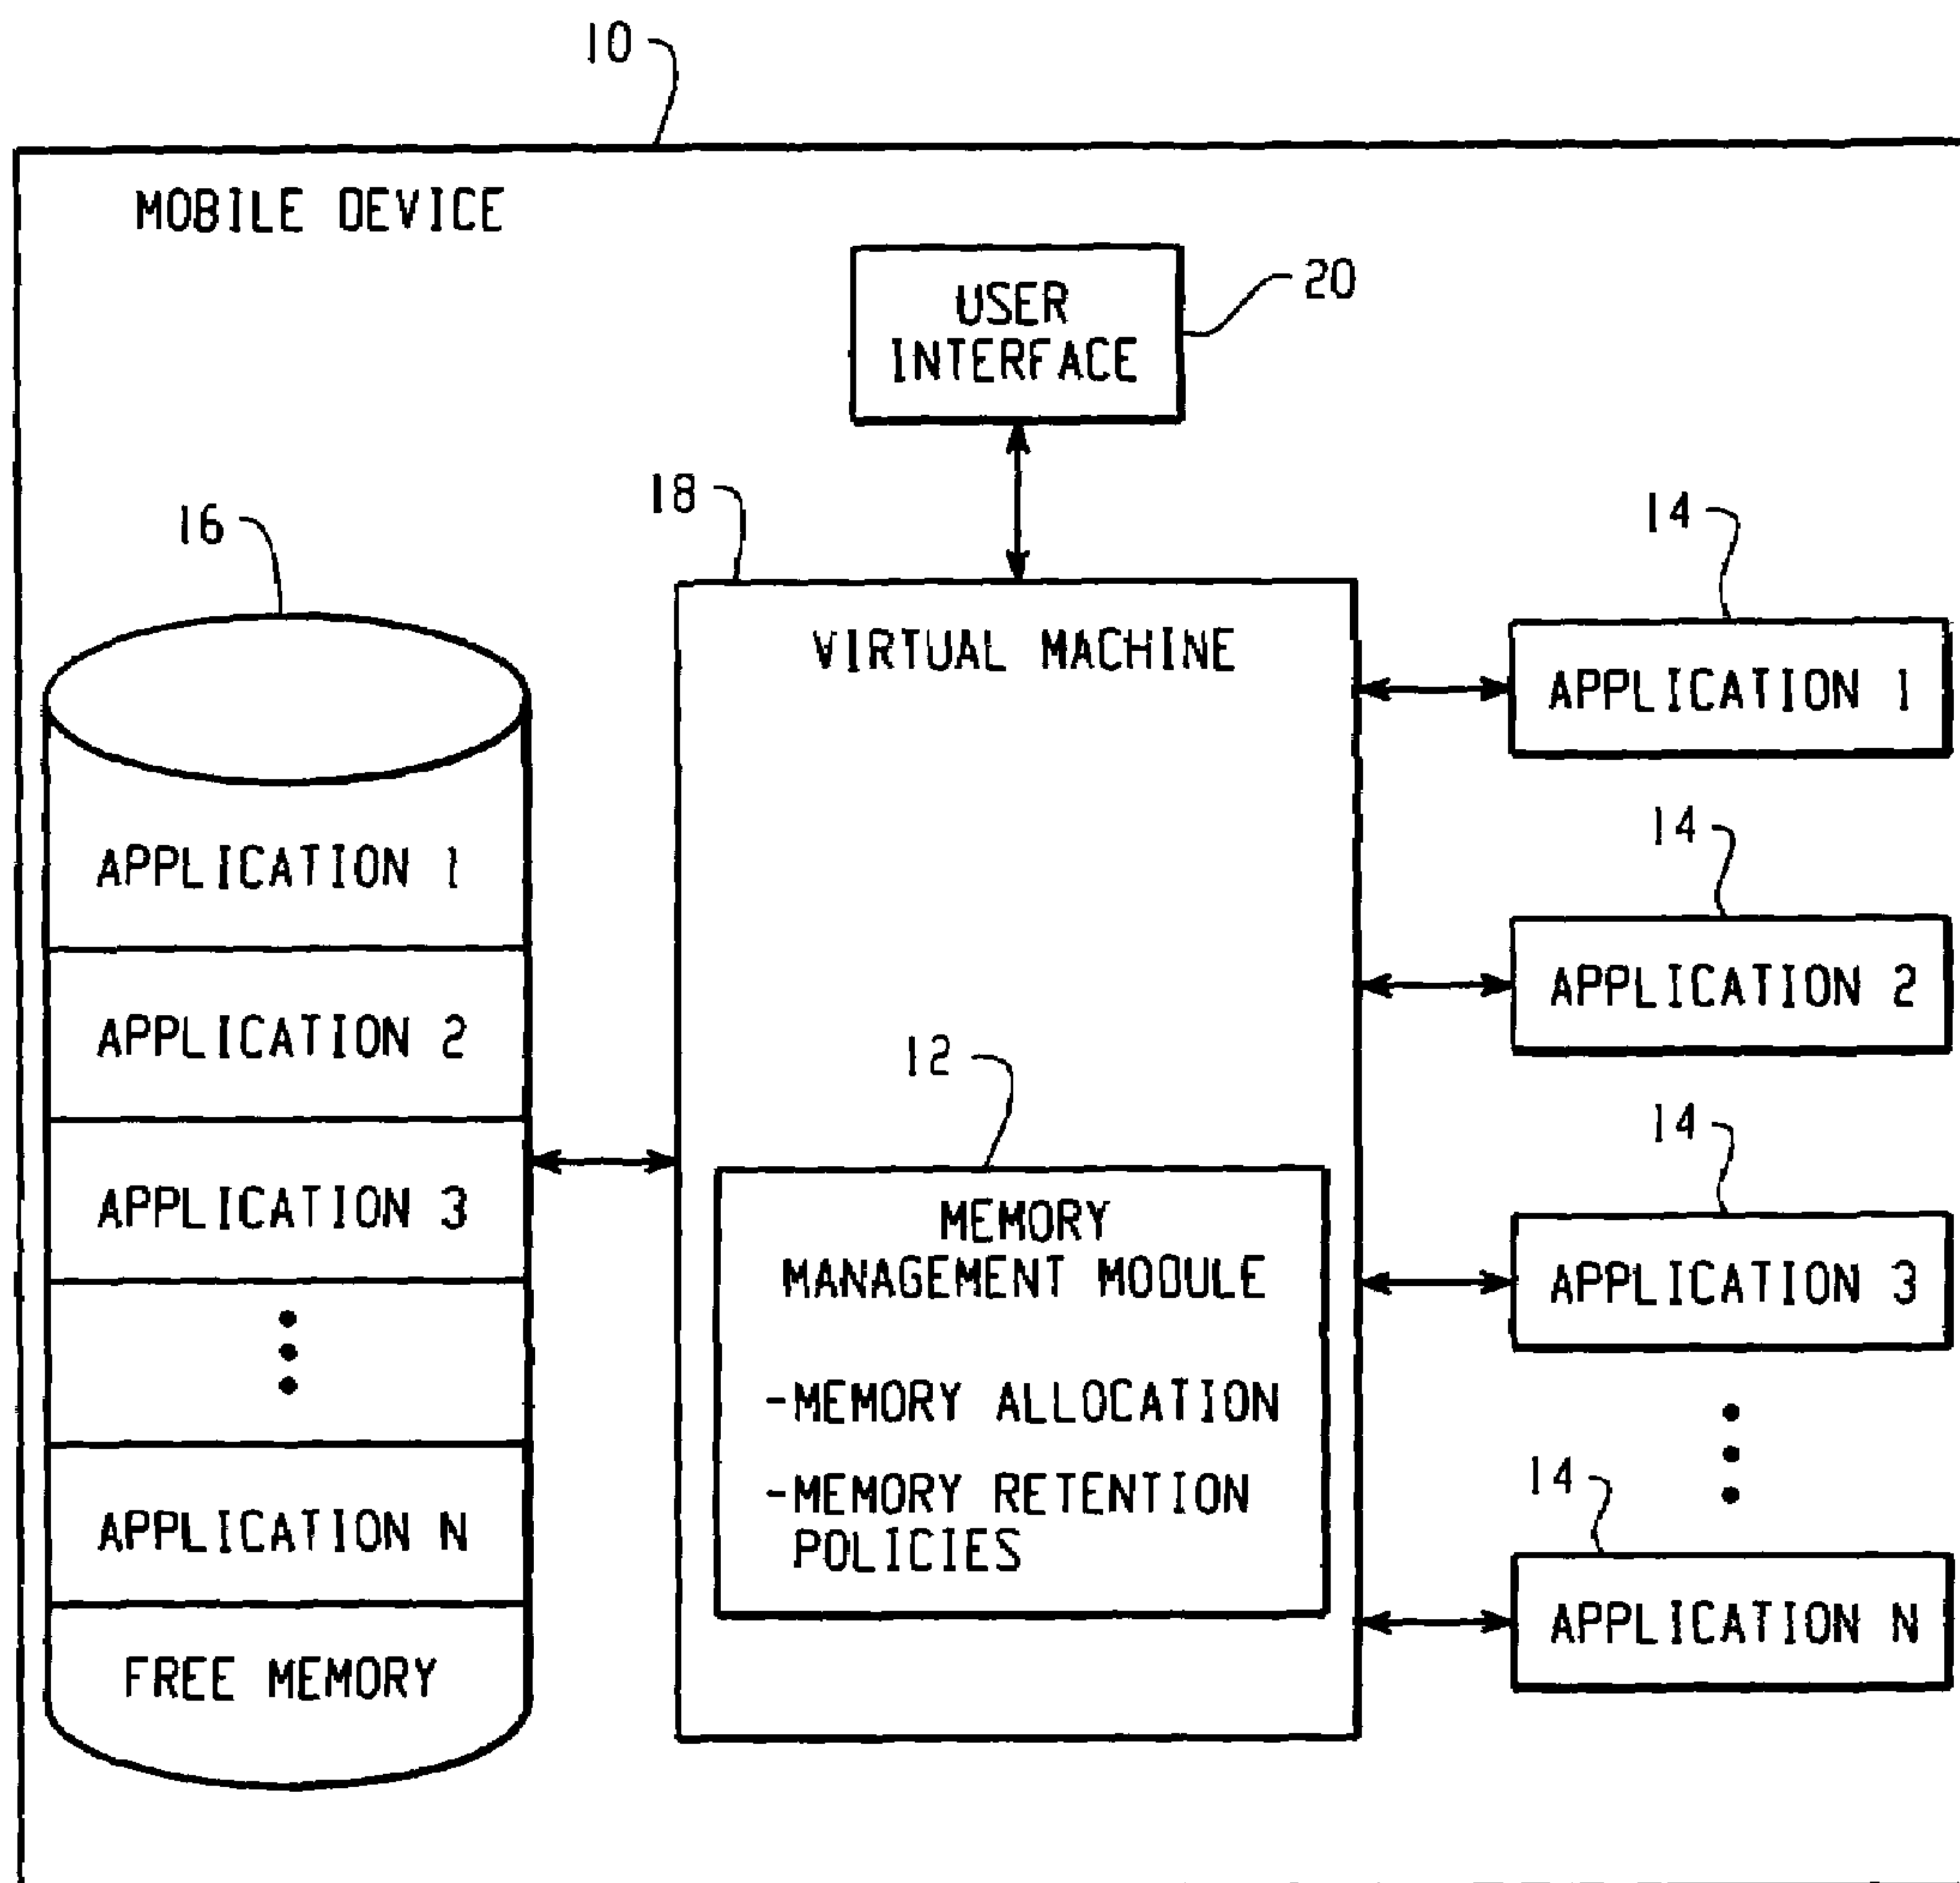 10
MOBILE DEVICE
USER
INTERFACE
20
16
APPLICATION 1
APPLICATION 2
APPLICATION 3
APPLICATION N
FREE MEMORY
18
VIRTUAL MACHINE
12
MEMORY
MANAGEMENT MODULE
-MEMORY ALLOCATION
-MEMORY RETENTION
POLICIES
14
APPLICATION 1
14
APPLICATION 2
14
APPLICATION 3
14
APPLICATION N